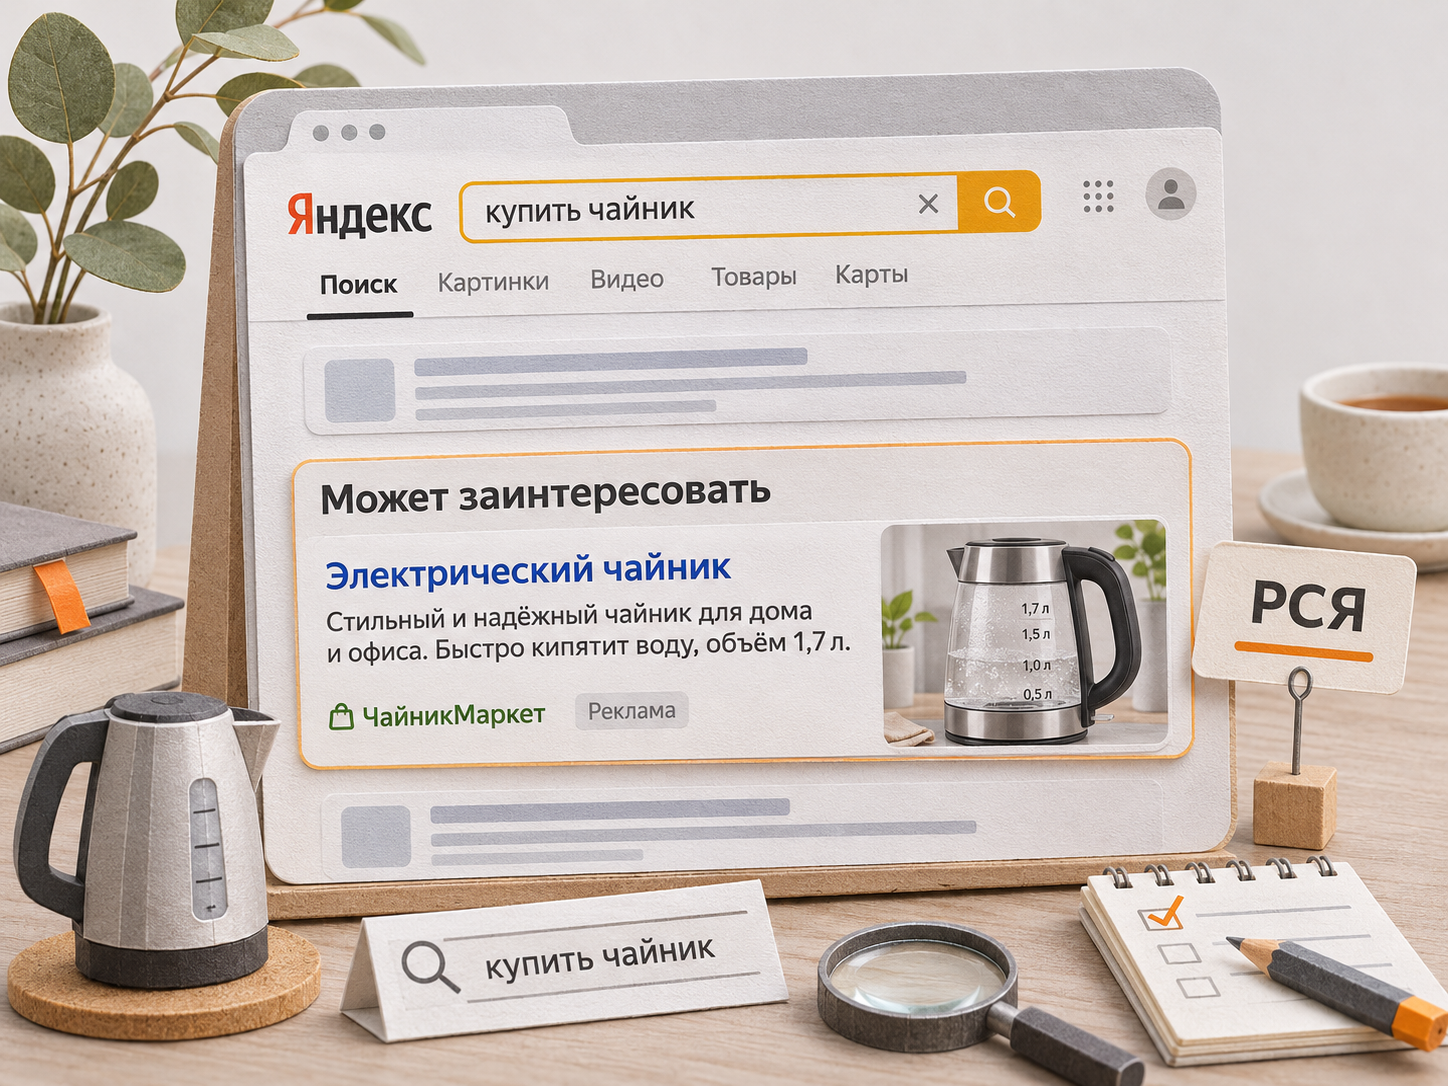 Яндекс
купить чайник
Поиск Картинки Видео Товары Карты
Может заинтересовать
Электрический чайник
Стильный и надёжный чайник для дома
и офиса. Быстро кипятит воду, объём 1,7 л.
ЧайникМаркет Реклама
1,7 л
1,5 л
1,0 л
0,5 л
РСЯ
купить чайник